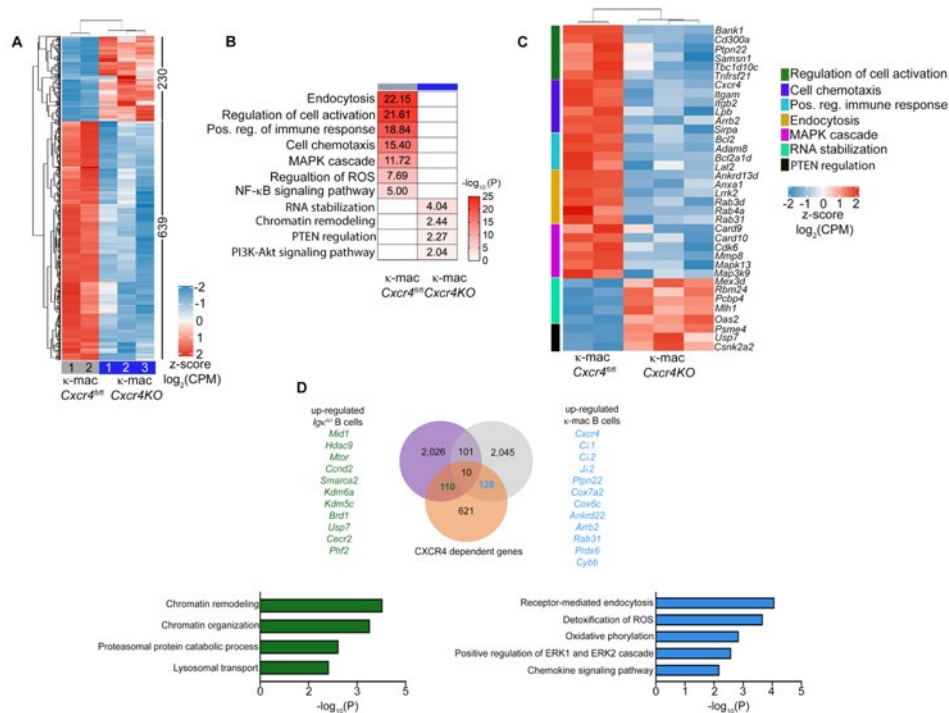 A
230
639
1 2 1 2 3
κ-mac κ-mac
Cxcr4fl/fl Cxcr4KO
-2
-1
0
1
2
z-score
log2(CPM)
B
Endocytosis 22.15
Regulation of cell activation 21.61
Pos. reg. of immune response 18.84
Cell chemotaxis 15.40
MAPK cascade 11.72
Regualtion of ROS 7.69
NF-κB signaling pathway 5.00
RNA stabilization 4.04
Chromatin remodeling 2.44
PTEN regulation 2.27
PI3K-Akt signaling pathway 2.04
κ-mac κ-mac
Cxcr4fl/fl Cxcr4KO
-log10(P)
25
20
15
10
5
0
C
Bank1
Cd300a
Ptpn22
Samsn1
Tbc1d10c
Tnfrsf21
Cxcr4
Itgam
Itgb2
Lpb
Arrb2
Sirpa
Bcl2
Adam8
Bcl2a1d
Lat2
Ankrd13d
Anxa1
Lrrk2
Rab3d
Rab4a
Rab31
Card9
Card10
Cdk6
Mmp8
Mapk13
Map3k9
Mex3d
Rbm24
Pcbp4
Mlh1
Oas2
Psme4
Usp7
Csnk2a2
κ-mac κ-mac
Cxcr4fl/fl Cxcr4KO
Regulation of cell activation
Cell chemotaxis
Pos. reg. immune response
Endocytosis
MAPK cascade
RNA stabilization
PTEN regulation
-2 -1 0 1 2
z-score
log2(CPM)
D
up-regulated
B cells
Mid1
Hdac9
Mtor
Ccnd2
Smarca2
Kdm6a
Kdm5c
Brd1
Usp7
Cecr2
Phf2
2,026 101 2,045
10
110 128
621
CXCR4 dependent genes
up-regulated
κ-mac B cells
Cxcr4
Cλ1
Cλ2
Jλ2
Ptpn22
Cox7a2
Cox6c
Ankrd22
Arrb2
Rab31
Prdx6
Cybb
Chromatin remodeling
Chromatin organization
Proteasomal protein catabolic process
Lysosomal transport
0 2 3 4 5
-log10(P)
Receptor-mediated endocytosis
Detoxification of ROS
Oxidative phorylation
Positive regulation of ERK1 and ERK2 cascade
Chemokine signaling pathway
0 1 2 3 4 5
-log10(P)